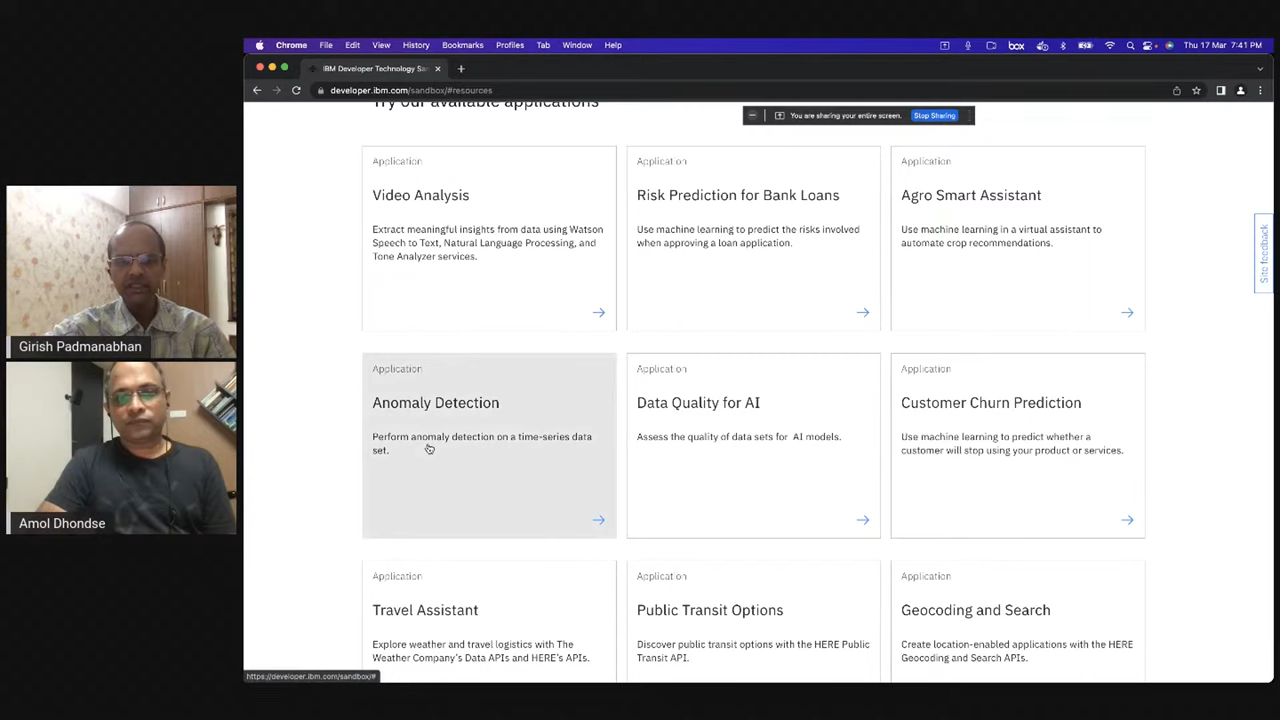 Chrome File Edit View History Bookmarks Profiles Tab Window Help box Thu 17 Mar 7:41 PM
IBM Developer Technology Sa
developer.ibm.com/sandbox/#resources
Try our available applications
You are sharing your entire screen. Stop Sharing
Application
Video Analysis
Extract meaningful insights from data using Watson
Speech to Text, Natural Language Processing, and
Tone Analyzer services.
Application
Risk Prediction for Bank Loans
Use machine learning to predict the risks involved
when approving a loan application.
Application
Agro Smart Assistant
Use machine learning in a virtual assistant to
automate crop recommendations.
Site feedback
Girish Padmanabhan
Application
Anomaly Detection
Perform anomaly detection on a time-series data
set.
Application
Data Quality for AI
Assess the quality of data sets for AI models.
Application
Customer Churn Prediction
Use machine learning to predict whether a
customer will stop using your product or services.
Amol Dhondse
Application
Travel Assistant
Explore weather and travel logistics with The
Weather Company's Data APIs and HERE's APIs.
Application
Public Transit Options
Discover public transit options with the HERE Public
Transit API.
Application
Geocoding and Search
Create location-enabled applications with the HERE
Geocoding and Search APIs.
https://developer.ibm.com/sandbox/#